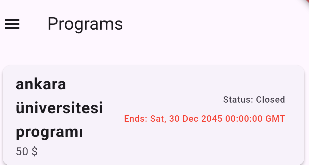 Programs
ankara
üniversitesi
programı
50 $
Status: Closed
Ends: Sat, 30 Dec 2045 00:00:00 GMT